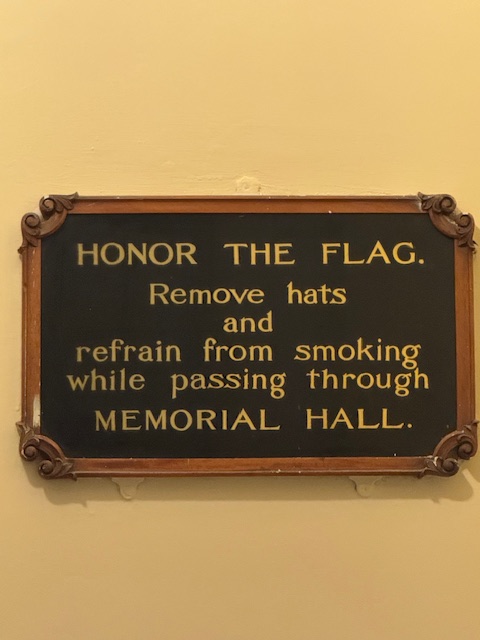 HONOR THE FLAG.
Remove hats
and
refrain from smoking
while passing through
MEMORIAL HALL.